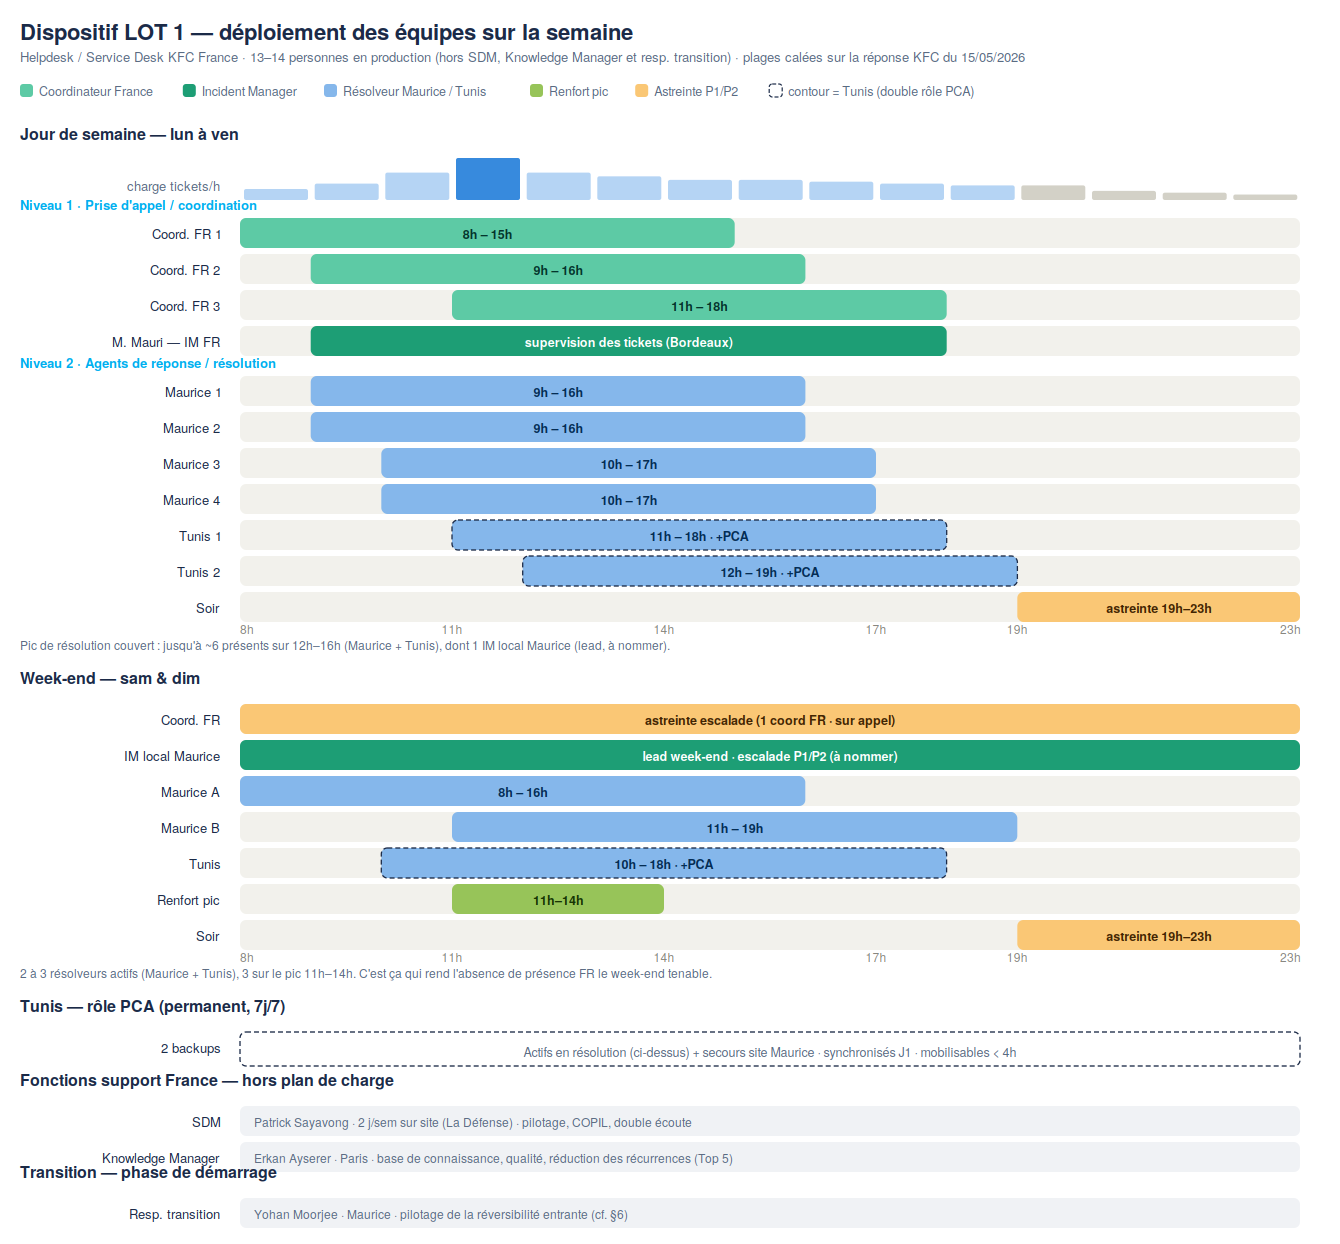 Dispositif LOT 1 — déploiement des équipes sur la semaine
Helpdesk / Service Desk KFC France · 13–14 personnes en production (hors SDM, Knowledge Manager et resp. transition) · plages calées sur la réponse KFC du 15/05/2026
Coordinateur France Incident Manager Résolveur Maurice / Tunis Renfort pic Astreinte P1/P2 contour = Tunis (double rôle PCA)
Jour de semaine — lun à ven
charge tickets/h
Niveau 1 · Prise d'appel / coordination
Coord. FR 1 8h – 15h
Coord. FR 2 9h – 16h
Coord. FR 3 11h – 18h
M. Mauri — IM FR supervision des tickets (Bordeaux)
Niveau 2 · Agents de réponse / résolution
Maurice 1 9h – 16h
Maurice 2 9h – 16h
Maurice 3 10h – 17h
Maurice 4 10h – 17h
Tunis 1 11h – 18h · +PCA
Tunis 2 12h – 19h · +PCA
Soir astreinte 19h–23h
8h 11h 14h 17h 19h 23h
Pic de résolution couvert : jusqu'à ~6 présents sur 12h–16h (Maurice + Tunis), dont 1 IM local Maurice (lead, à nommer).
Week-end — sam & dim
Coord. FR astreinte escalade (1 coord FR · sur appel)
IM local Maurice lead week-end · escalade P1/P2 (à nommer)
Maurice A 8h – 16h
Maurice B 11h – 19h
Tunis 10h – 18h · +PCA
Renfort pic 11h–14h
Soir astreinte 19h–23h
8h 11h 14h 17h 19h 23h
2 à 3 résolveurs actifs (Maurice + Tunis), 3 sur le pic 11h–14h. C'est ça qui rend l'absence de présence FR le week-end tenable.
Tunis — rôle PCA (permanent, 7j/7)
2 backups Actifs en résolution (ci-dessus) + secours site Maurice · synchronisés J1 · mobilisables < 4h
Fonctions support France — hors plan de charge
SDM Patrick Sayavong · 2 j/sem sur site (La Défense) · pilotage, COPIL, double écoute
Knowledge Manager Erkan Ayserer · Paris · base de connaissance, qualité, réduction des récurrences (Top 5)
Transition — phase de démarrage
Resp. transition Yohan Moorjee · Maurice · pilotage de la réversibilité entrante (cf. §6)